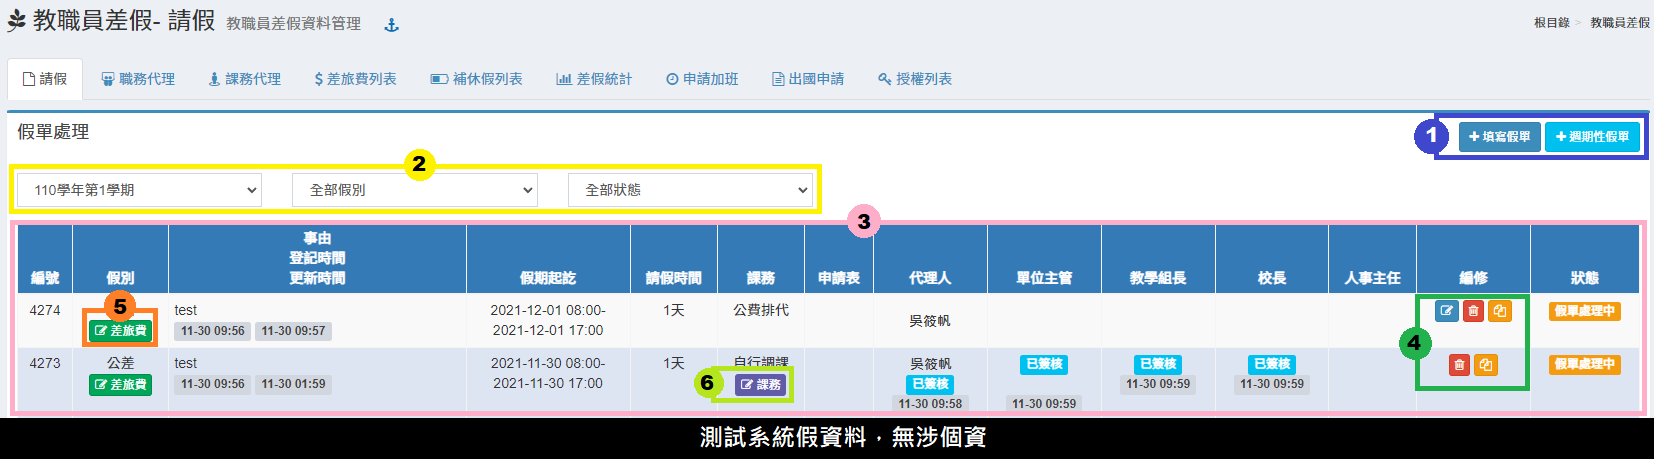 教職員差假- 請假 教職員差假資料管理
根目錄 > 教職員差假
請假 職務代理 課務代理 差旅費列表 補休假列表 差假統計 申請加班 出國申請 授權列表
假單處理
1 填寫假單 週期性假單
2
110學年第1學期 全部假別 全部狀態
3
編號 假別 事由 登記時間 更新時間 假期起訖 請假時間 課務 申請表 代理人 單位主管 教學組長 校長 人事主任 編修 狀態
4274 5 差旅費 test 11-30 09:56 11-30 09:57 2021-12-01 08:00-2021-12-01 17:00 1天 公費排代 吳筱帆 假單處理中
4
4273 公差 差旅費 test 11-30 09:56 11-30 01:59 2021-11-30 08:00-2021-11-30 17:00 1天 自行調課 6 課務 吳筱帆 已簽核 11-30 09:58 已簽核 11-30 09:59 已簽核 11-30 09:59 已簽核 11-30 09:59 假單處理中
測試系統假資料，無涉個資